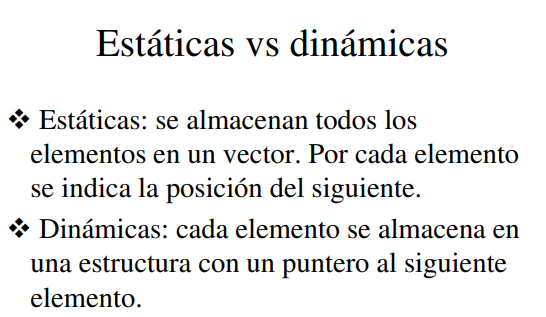 Estáticas vs dinámicas
❖ Estáticas: se almacenan todos los
elementos en un vector. Por cada elemento
se indica la posición del siguiente.
❖ Dinámicas: cada elemento se almacena en
una estructura con un puntero al siguiente
elemento.